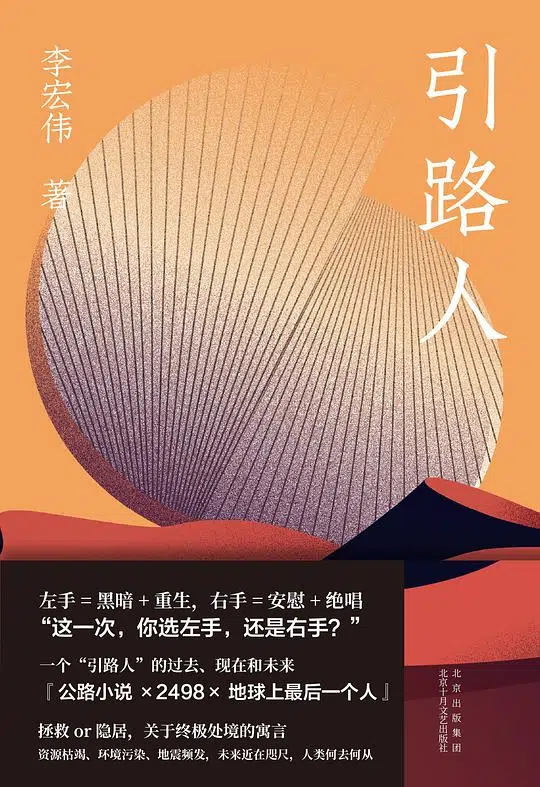 引路人
李宏伟 著
左手=黑暗+重生，右手=安慰+绝唱
“这一次，你选左手，还是右手？”
一个“引路人”的过去、现在和未来
『公路小说×2498×地球上最后一个人』
拯救or隐居，关于终极处境的寓言
资源枯竭、环境污染、地震频发，未来近在咫尺，人类何去何从
北京出版集团
北京十月文艺出版社